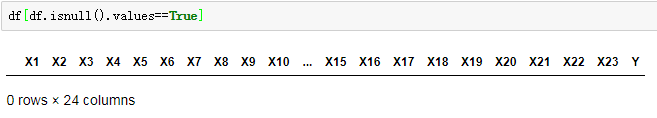 df[df.isnull().values==True]
X1 X2 X3 X4 X5 X6 X7 X8 X9 X10 ... X15 X16 X17 X18 X19 X20 X21 X22 X23 Y
0 rows × 24 columns